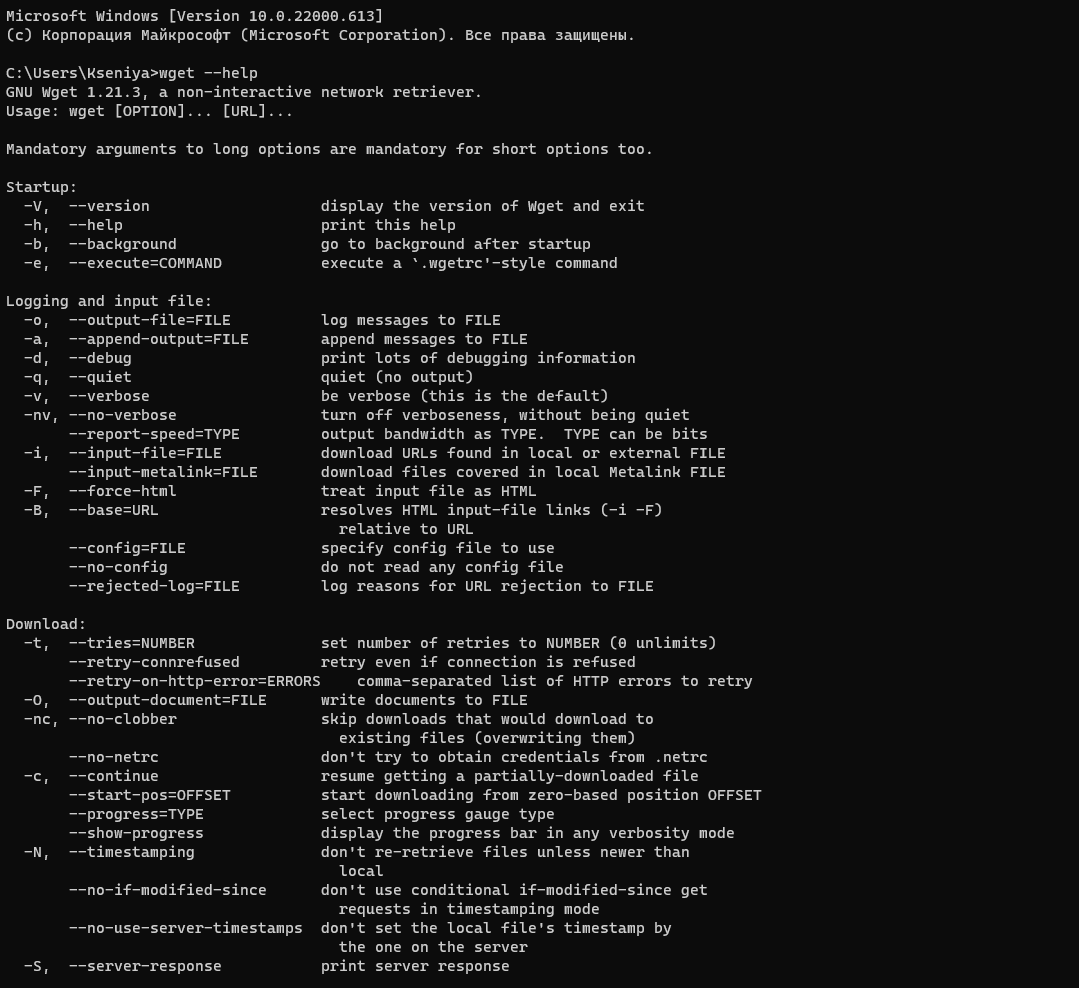 Microsoft Windows [Version 10.0.22000.613]
(c) Корпорация Майкрософт (Microsoft Corporation). Все права защищены.

C:\Users\Kseniya>wget --help
GNU Wget 1.21.3, a non-interactive network retriever.
Usage: wget [OPTION]... [URL]...

Mandatory arguments to long options are mandatory for short options too.

Startup:
  -V,  --version                   display the version of Wget and exit
  -h,  --help                      print this help
  -b,  --background                go to background after startup
  -e,  --execute=COMMAND           execute a `.wgetrc'-style command

Logging and input file:
  -o,  --output-file=FILE          log messages to FILE
  -a,  --append-output=FILE        append messages to FILE
  -d,  --debug                     print lots of debugging information
  -q,  --quiet                     quiet (no output)
  -v,  --verbose                   be verbose (this is the default)
  -nv, --no-verbose                turn off verboseness, without being quiet
       --report-speed=TYPE         output bandwidth as TYPE.  TYPE can be bits
  -i,  --input-file=FILE           download URLs found in local or external FILE
       --input-metalink=FILE       download files covered in local Metalink FILE
  -F,  --force-html                treat input file as HTML
  -B,  --base=URL                  resolves HTML input-file links (-i -F)
                                     relative to URL
       --config=FILE               specify config file to use
       --no-config                 do not read any config file
       --rejected-log=FILE         log reasons for URL rejection to FILE

Download:
  -t,  --tries=NUMBER              set number of retries to NUMBER (0 unlimits)
       --retry-connrefused         retry even if connection is refused
       --retry-on-http-error=ERRORS    comma-separated list of HTTP errors to retry
  -O,  --output-document=FILE      write documents to FILE
  -nc, --no-clobber                skip downloads that would download to
                                     existing files (overwriting them)
       --no-netrc                  don't try to obtain credentials from .netrc
  -c,  --continue                  resume getting a partially-downloaded file
       --start-pos=OFFSET          start downloading from zero-based position OFFSET
       --progress=TYPE             select progress gauge type
       --show-progress             display the progress bar in any verbosity mode
  -N,  --timestamping              don't re-retrieve files unless newer than
                                     local
       --no-if-modified-since      don't use conditional if-modified-since get
                                     requests in timestamping mode
       --no-use-server-timestamps  don't set the local file's timestamp by
                                     the one on the server
  -S,  --server-response           print server response